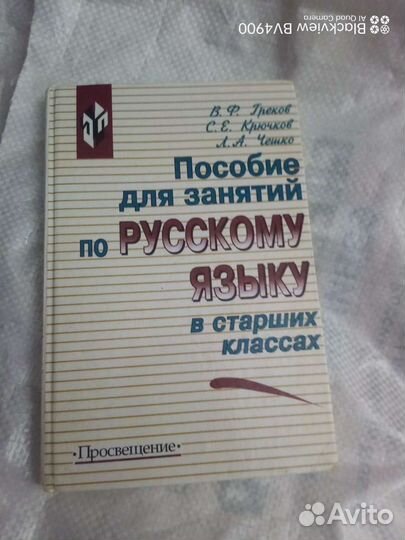 Blackview BV4900
AI Quad Camera
В. Ф. Греков
С. Е. Крючков
Л. А. Чешко
Пособие
для занятий
по РУССКОМУ
ЯЗЫКУ
в старших
классах
•Просвещение•
Avito